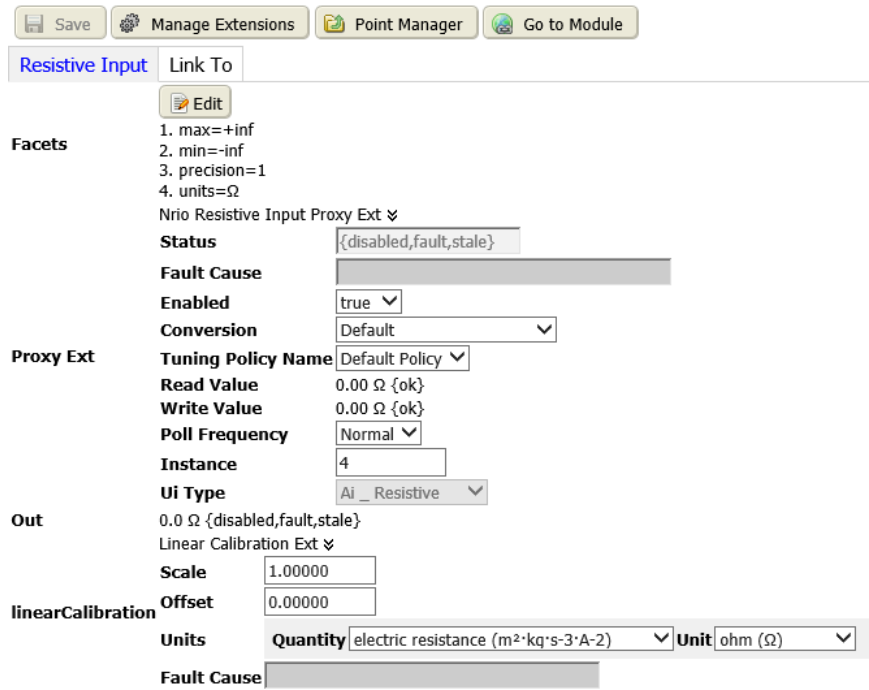 Save Manage Extensions Point Manager Go to Module
Resistive Input Link To
Edit
Facets
1. max=+inf
2. min=-inf
3. precision=1
4. units=Ω
Nrio Resistive Input Proxy Ext
Status {disabled,fault,stale}
Fault Cause
Enabled true
Conversion Default
Proxy Ext
Tuning Policy Name Default Policy
Read Value 0.00 Ω {ok}
Write Value 0.00 Ω {ok}
Poll Frequency Normal
Instance 4
Ui Type Ai _ Resistive
Out 0.0 Ω {disabled,fault,stale}
Linear Calibration Ext
Scale 1.00000
linearCalibration
Offset 0.00000
Units Quantity electric resistance (m²·kg·s-3·A-2) Unit ohm (Ω)
Fault Cause